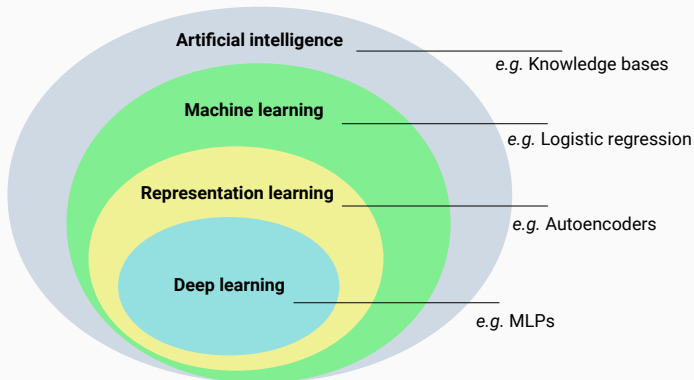 Artificial intelligence
e.g. Knowledge bases
Machine learning
e.g. Logistic regression
Representation learning
e.g. Autoencoders
Deep learning
e.g. MLPs